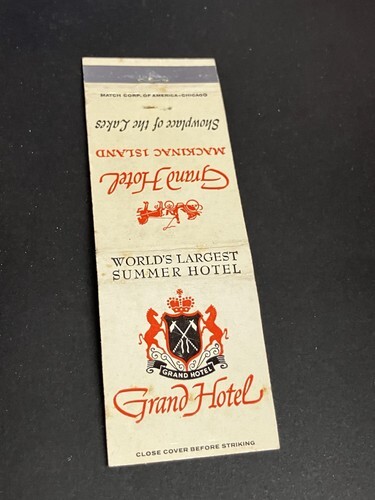 MATCH CORP. OF AMERICA-CHICAGO
Showplace of the Lakes
MACKINAC ISLAND
Grand Hotel
WORLD'S LARGEST
SUMMER HOTEL
GRAND HOTEL
Grand Hotel
CLOSE COVER BEFORE STRIKING